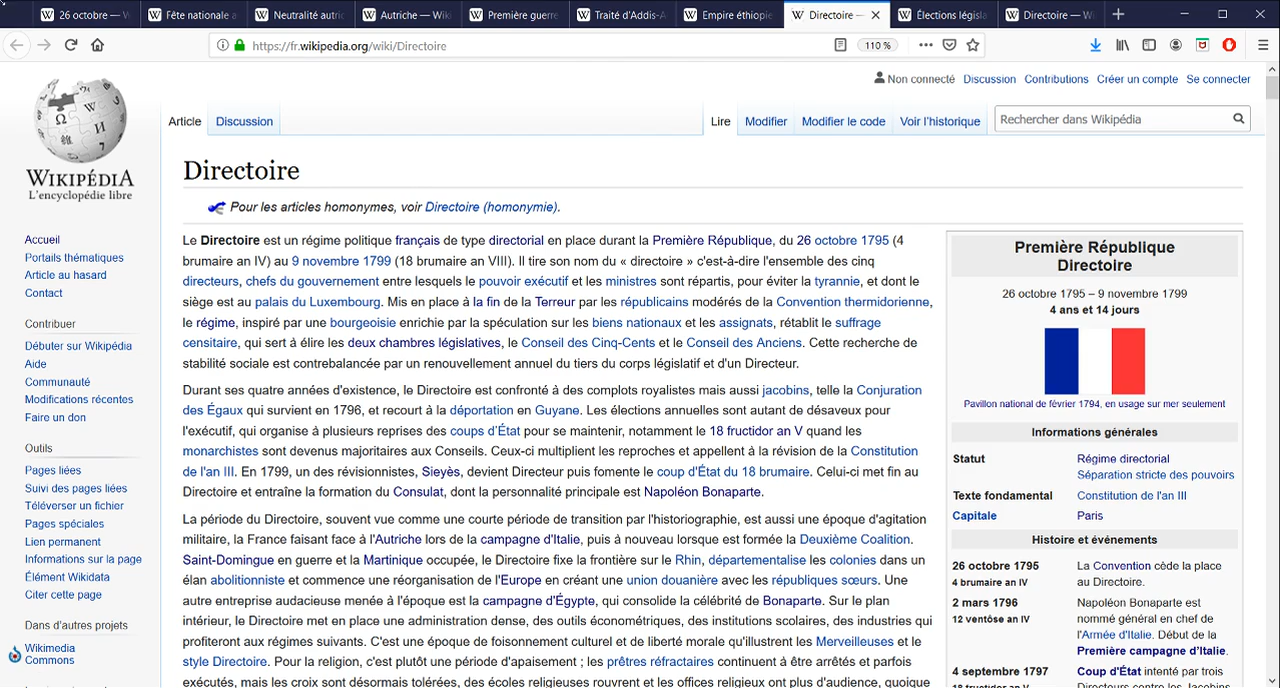 26 octobre —
Fête nationale a
Neutralité autric
Autriche — Wiki
Première guerre
Traité d'Addis-A
Empire éthiopie
Directoire —
Élections législa
Directoire — W
https://fr.wikipedia.org/wiki/Directoire
110 %
Non connecté Discussion Contributions Créer un compte Se connecter
Article Discussion Lire Modifier Modifier le code Voir l'historique Rechercher dans Wikipédia
WIKIPÉDIA
L'encyclopédie libre
Accueil
Portails thématiques
Article au hasard
Contact
Contribuer
Débuter sur Wikipédia
Aide
Communauté
Modifications récentes
Faire un don
Outils
Pages liées
Suivi des pages liées
Téléverser un fichier
Pages spéciales
Lien permanent
Informations sur la page
Élément Wikidata
Citer cette page
Dans d'autres projets
Wikimedia
Commons
Directoire
Pour les articles homonymes, voir Directoire (homonymie).
Le Directoire est un régime politique français de type directorial en place durant la Première République, du 26 octobre 1795 (4
brumaire an IV) au 9 novembre 1799 (18 brumaire an VIII). Il tire son nom du « directoire » c'est-à-dire l'ensemble des cinq
directeurs, chefs du gouvernement entre lesquels le pouvoir exécutif et les ministres sont répartis, pour éviter la tyrannie, et dont le
siège est au palais du Luxembourg. Mis en place à la fin de la Terreur par les républicains modérés de la Convention thermidorienne,
le régime, inspiré par une bourgeoisie enrichie par la spéculation sur les biens nationaux et les assignats, rétablit le suffrage
censitaire, qui sert à élire les deux chambres législatives, le Conseil des Cinq-Cents et le Conseil des Anciens. Cette recherche de
stabilité sociale est contrebalancée par un renouvellement annuel du tiers du corps législatif et d'un Directeur.
Durant ses quatre années d'existence, le Directoire est confronté à des complots royalistes mais aussi jacobins, telle la Conjuration
des Égaux qui survient en 1796, et recourt à la déportation en Guyane. Les élections annuelles sont autant de désaveux pour
l'exécutif, qui organise à plusieurs reprises des coups d'État pour se maintenir, notamment le 18 fructidor an V quand les
monarchistes sont devenus majoritaires aux Conseils. Ceux-ci multiplient les reproches et appellent à la révision de la Constitution
de l'an III. En 1799, un des révisionnistes, Sieyès, devient Directeur puis fomente le coup d'État du 18 brumaire. Celui-ci met fin au
Directoire et entraîne la formation du Consulat, dont la personnalité principale est Napoléon Bonaparte.
La période du Directoire, souvent vue comme une courte période de transition par l'historiographie, est aussi une époque d'agitation
militaire, la France faisant face à l'Autriche lors de la campagne d'Italie, puis à nouveau lorsque est formée la Deuxième Coalition.
Saint-Domingue en guerre et la Martinique occupée, le Directoire fixe la frontière sur le Rhin, départementalise les colonies dans un
élan abolitionniste et commence une réorganisation de l'Europe en créant une union douanière avec les républiques sœurs. Une
autre entreprise audacieuse menée à l'époque est la campagne d'Égypte, qui consolide la célébrité de Bonaparte. Sur le plan
intérieur, le Directoire met en place une administration dense, des outils économétriques, des institutions scolaires, des industries qui
profiteront aux régimes suivants. C'est une époque de foisonnement culturel et de liberté morale qu'illustrent les Merveilleuses et le
style Directoire. Pour la religion, c'est plutôt une période d'apaisement ; les prêtres réfractaires continuent à être arrêtés et parfois
exécutés, mais les croix sont désormais tolérées, des écoles religieuses rouvrent et les offices religieux ont plus d'audience, quoique
Première République
Directoire
26 octobre 1795 – 9 novembre 1799
4 ans et 14 jours
Pavillon national de février 1794, en usage sur mer seulement
Informations générales
Statut Régime directorial
Séparation stricte des pouvoirs
Texte fondamental Constitution de l'an III
Capitale Paris
Histoire et événements
26 octobre 1795 La Convention cède la place
4 brumaire an IV au Directoire.
2 mars 1796 Napoléon Bonaparte est
12 ventôse an IV nommé général en chef de
l'Armée d'Italie. Début de la
Première campagne d'Italie.
4 septembre 1797 Coup d'État intenté par trois
18 fructidor an V Directeurs contre les Jacobins